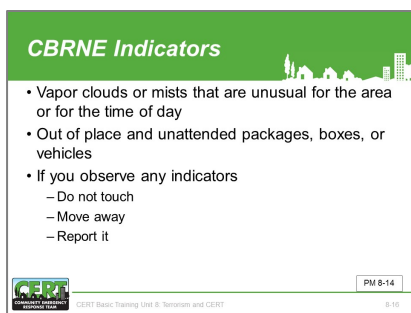 CBRNE Indicators
• Vapor clouds or mists that are unusual for the area
or for the time of day
• Out of place and unattended packages, boxes, or
vehicles
• If you observe any indicators
– Do not touch
– Move away
– Report it
PM 8-14
CERT
COMMUNITY EMERGENCY
RESPONSE TEAM
CERT Basic Training Unit 8: Terrorism and CERT
8-16